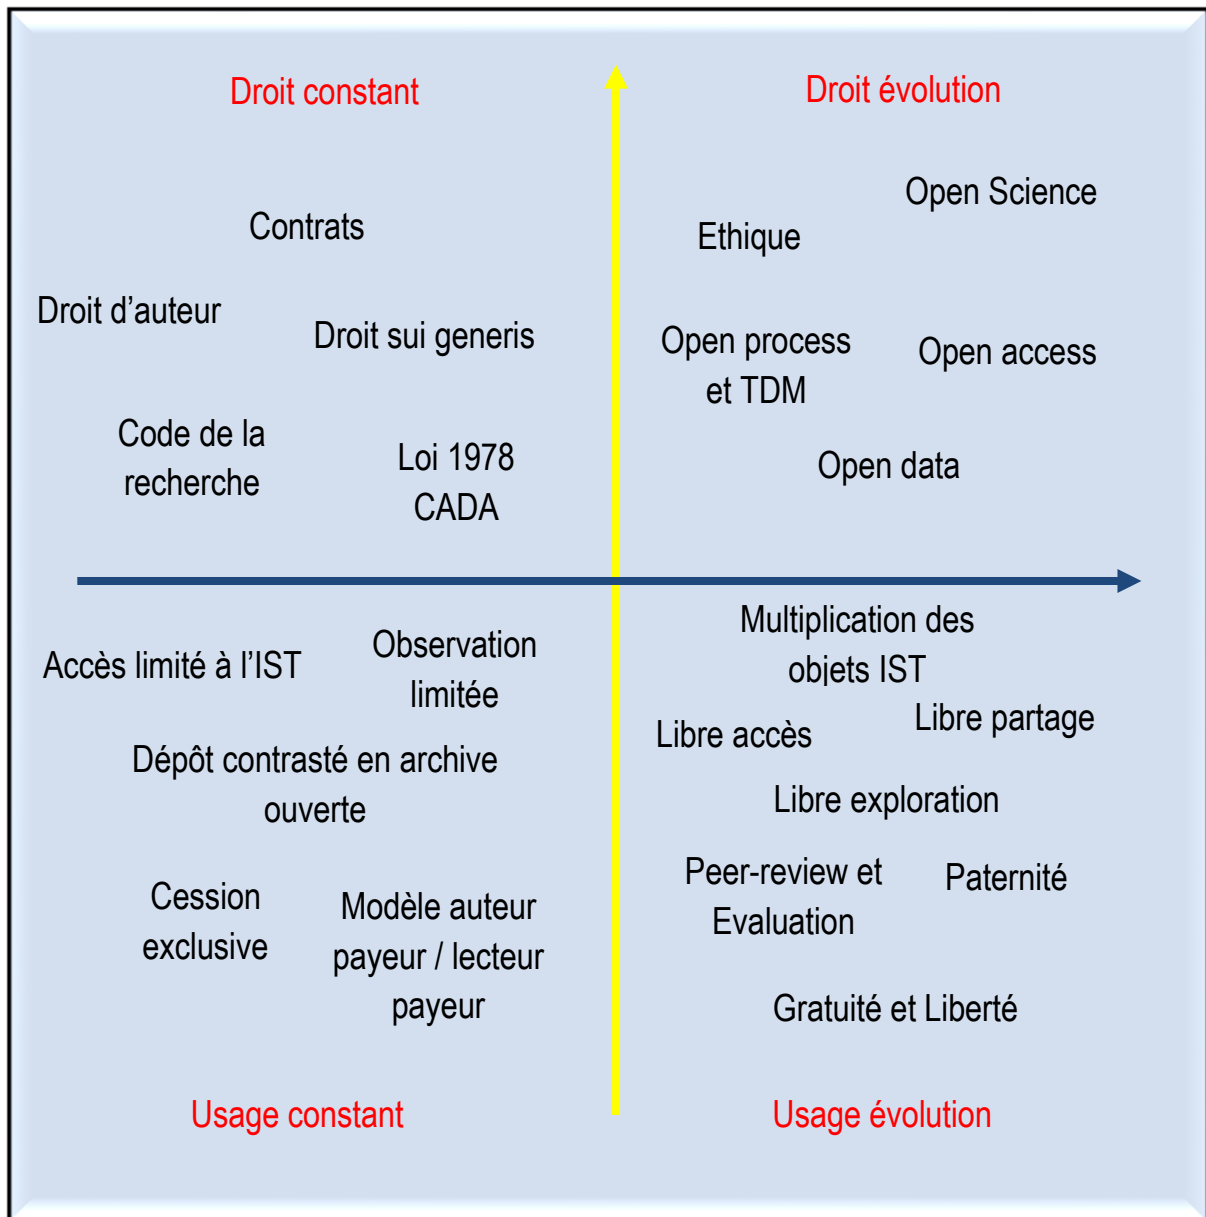 Droit constant
Droit évolution
Contrats
Droit d’auteur
Droit sui generis
Code de la
recherche
Loi 1978
CADA
Open Science
Ethique
Open process
et TDM
Open access
Open data
Accès limité à l’IST
Observation
limitée
Dépôt contrasté en archive
ouverte
Cession
exclusive
Modèle auteur
payeur / lecteur
payeur
Usage constant
Multiplication des
objets IST
Libre accès
Libre partage
Libre exploration
Peer-review et
Evaluation
Paternité
Gratuité et Liberté
Usage évolution